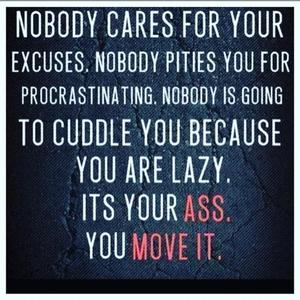 NOBODY CARES FOR YOUR
EXCUSES. NOBODY PITIES YOU FOR
PROCRASTINATING. NOBODY IS GOING
TO CUDDLE YOU BECAUSE
YOU ARE LAZY.
ITS YOUR ASS.
YOU MOVE IT.